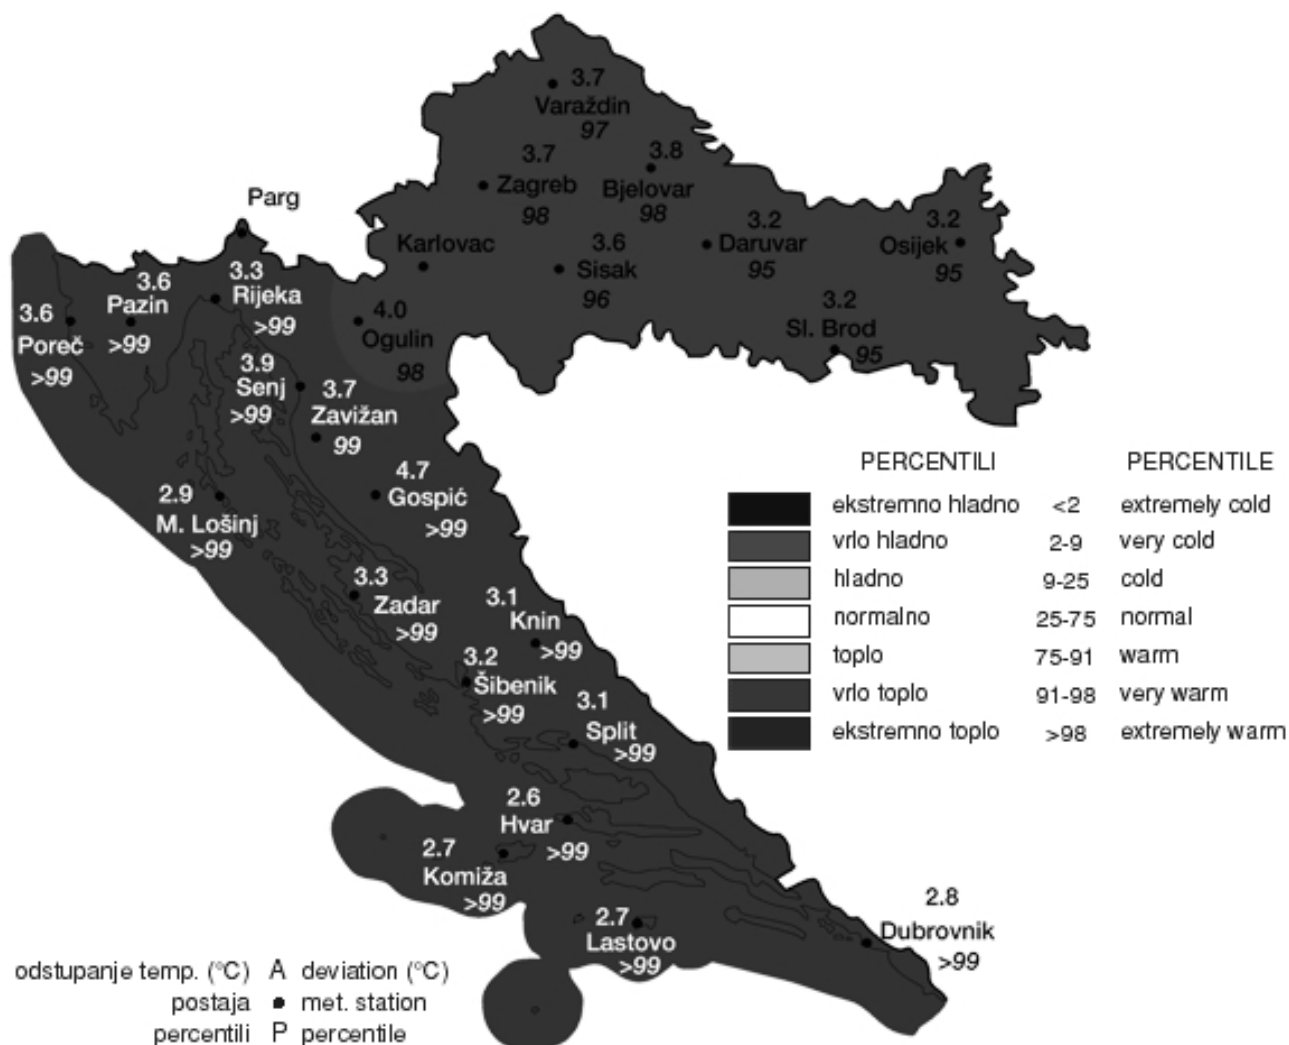 3.7
Varaždin
97
3.7
Zagreb
98
3.8
Bjelovar
98
Parg
Karlovac
3.6
Sisak
96
3.2
Daruvar
95
3.2
Osijek
95
3.2
Sl. Brod
95
4.0
Ogulin
98
3.3
Rijeka
>99
3.6
Pazin
>99
3.6
Poreč
>99
3.9
Senj
>99
3.7
Zavižan
99
4.7
Gospić
>99
2.9
M. Lošinj
>99
3.3
Zadar
>99
3.1
Knin
>99
3.2
Šibenik
>99
3.1
Split
>99
2.6
Hvar
>99
2.7
Komiža
>99
2.7
Lastovo
>99
2.8
Dubrovnik
>99
PERCENTILI PERCENTILE
ekstremno hladno <2 extremely cold
vrlo hladno 2-9 very cold
hladno 9-25 cold
normalno 25-75 normal
toplo 75-91 warm
vrlo toplo 91-98 very warm
ekstremno toplo >98 extremely warm
odstupanje temp. (°C) A deviation (°C)
postaja met. station
percentili P percentile